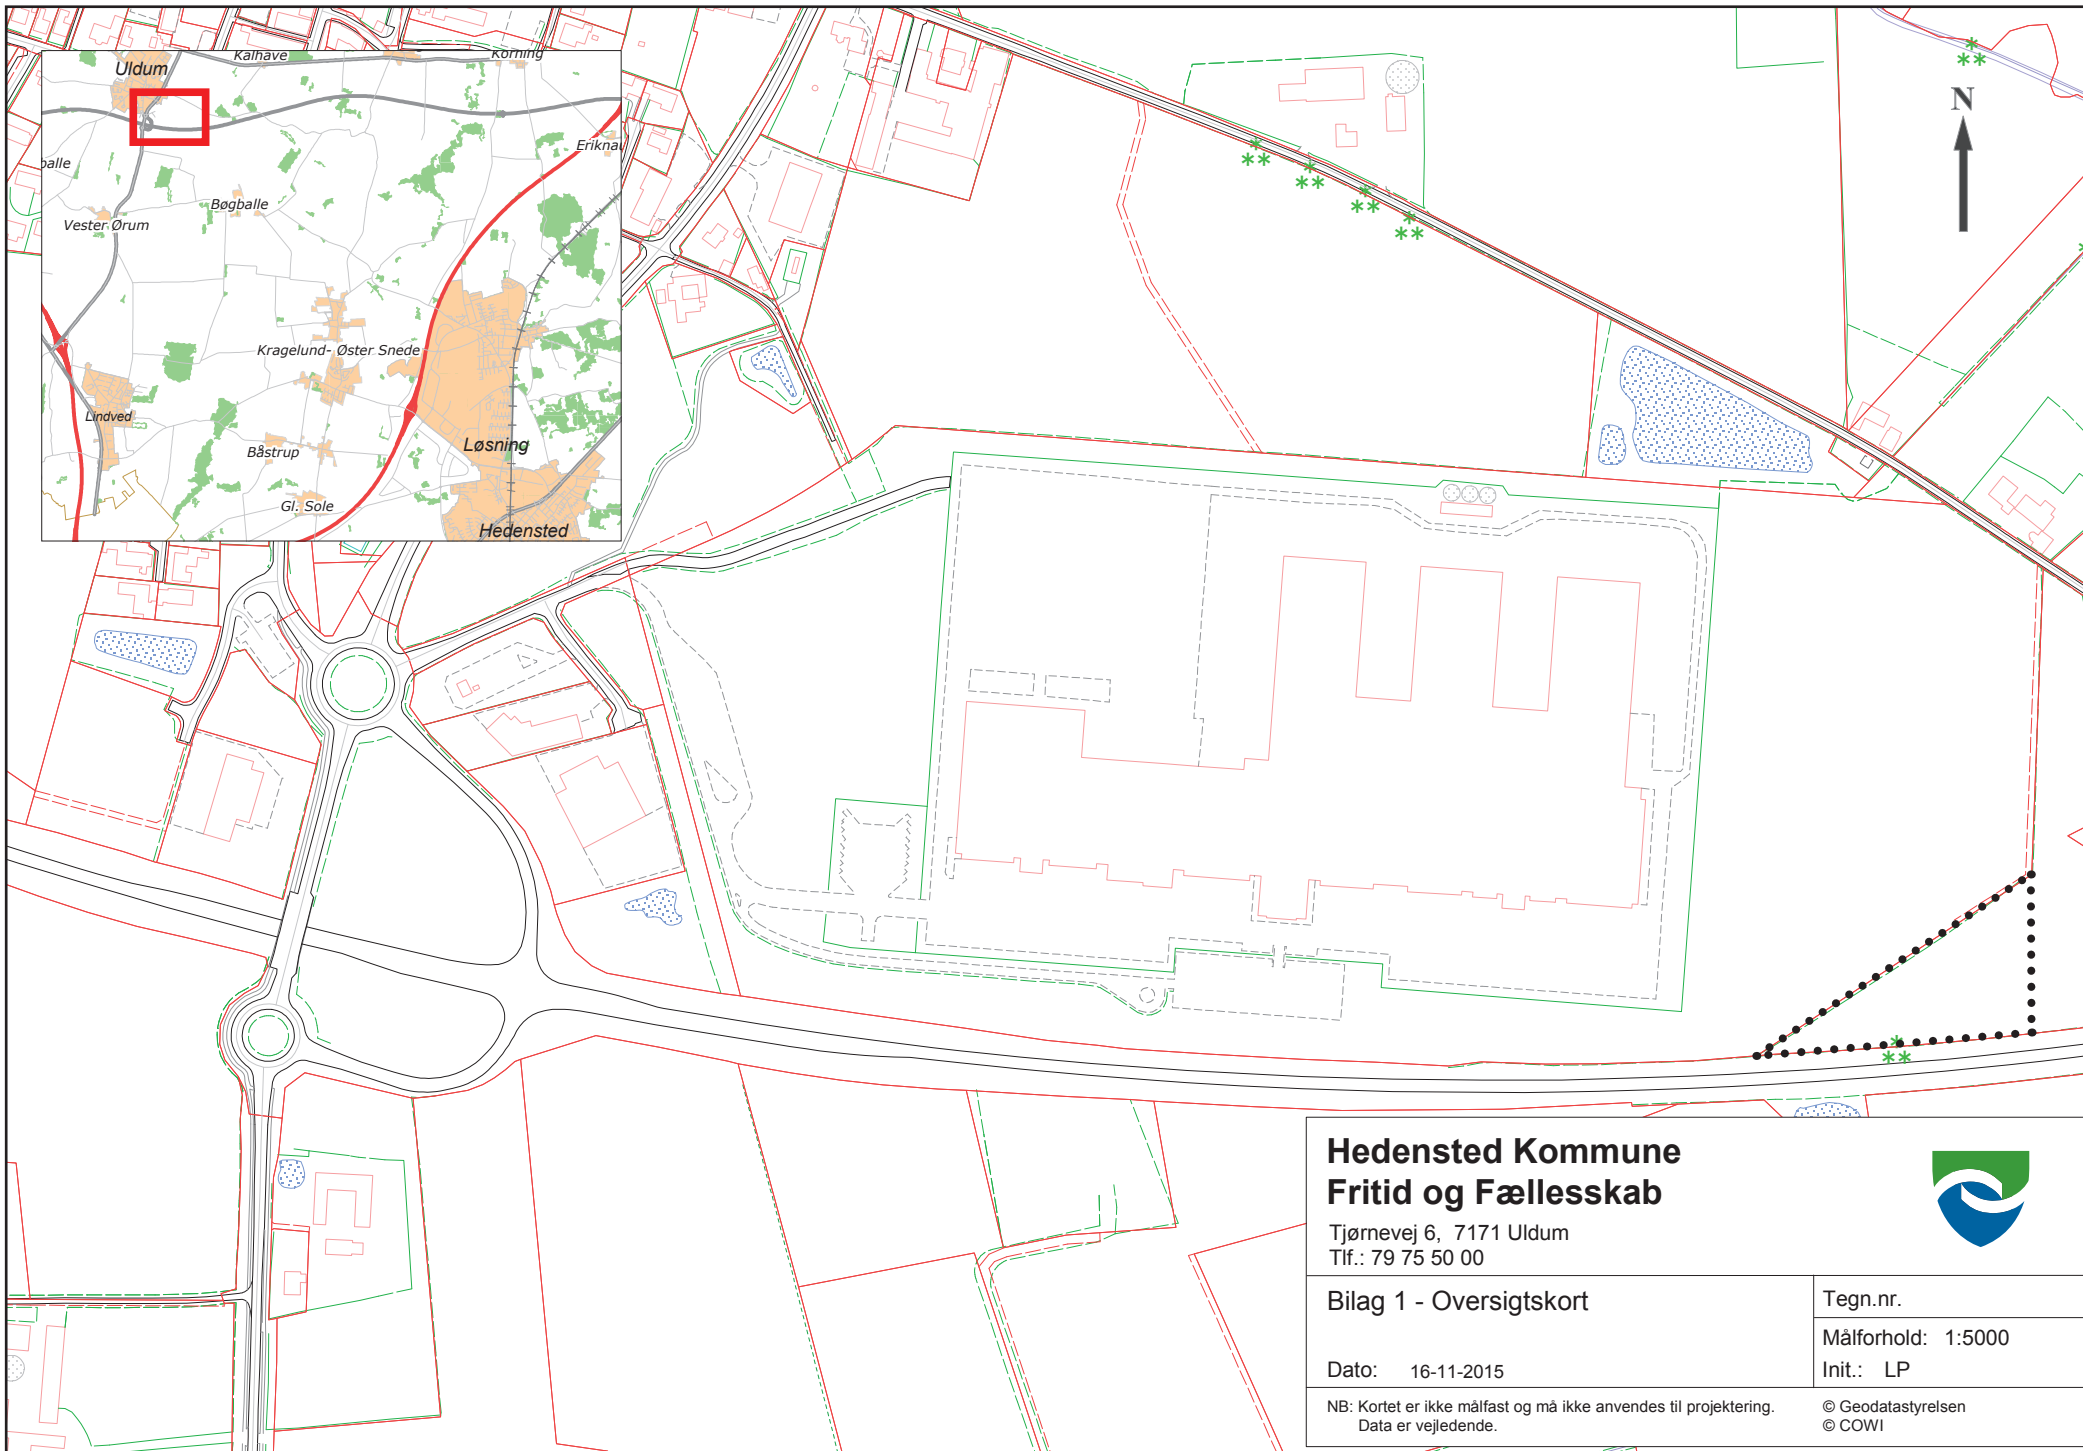 Uldum
Kalhave
Korning
Eriknau
balle
Bøgballe
Vester Ørum
Kragelund- Øster Snede
Lindved
Båstrup
Løsning
Gl. Sole
Hedensted
N
Hedensted Kommune
Fritid og Fællesskab
Tjørnevej 6, 7171 Uldum
Tlf.: 79 75 50 00
Bilag 1 - Oversigtskort
Tegn.nr.
Målforhold: 1:5000
Dato: 16-11-2015
Init.: LP
NB: Kortet er ikke målfast og må ikke anvendes til projektering.
Data er vejledende.
© Geodatastyrelsen
© COWI